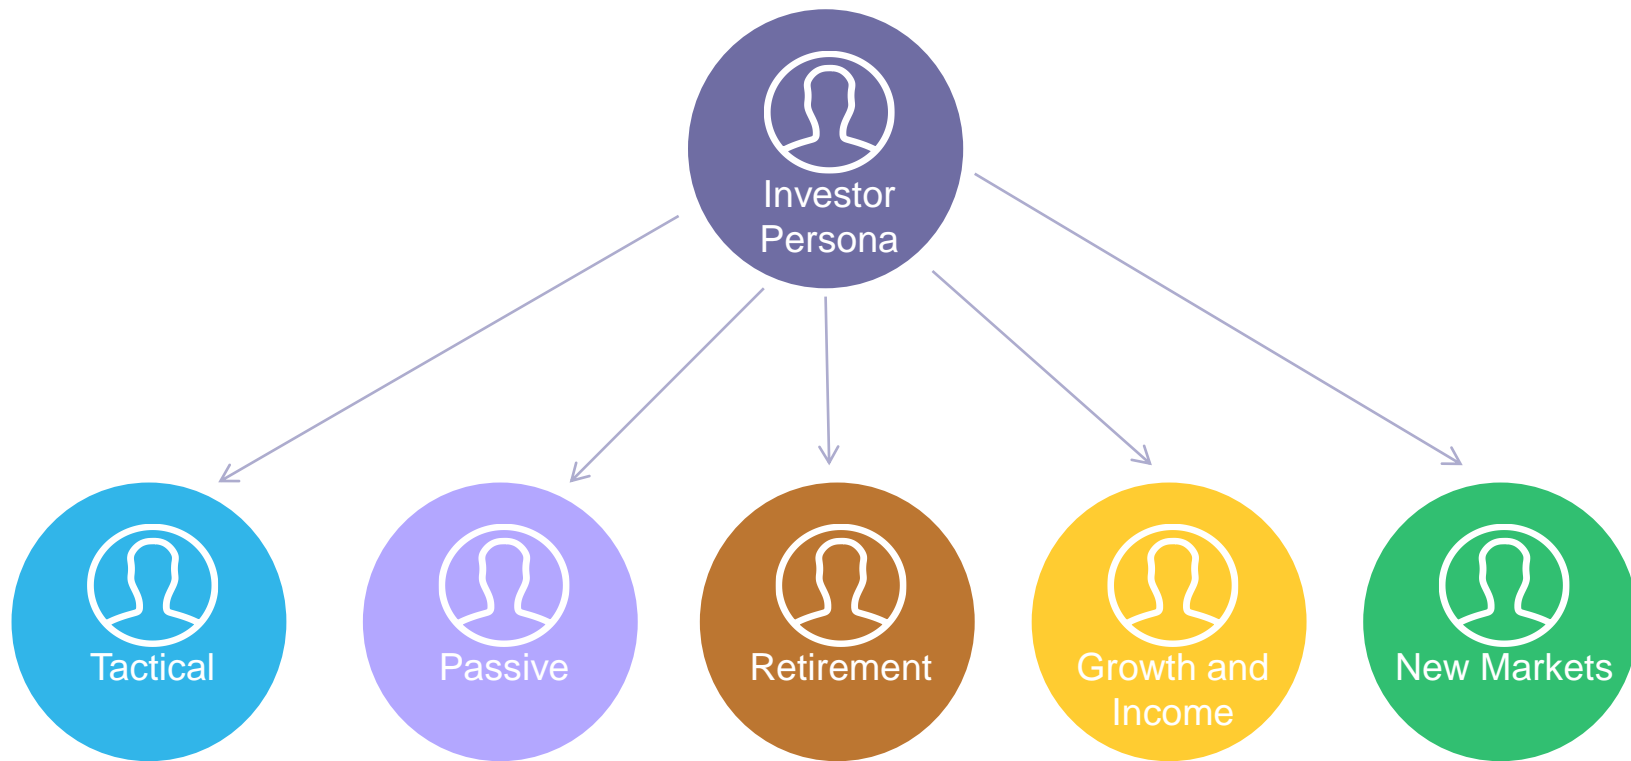 Investor
Persona
Tactical
Passive
Retirement
Growth and
Income
New Markets